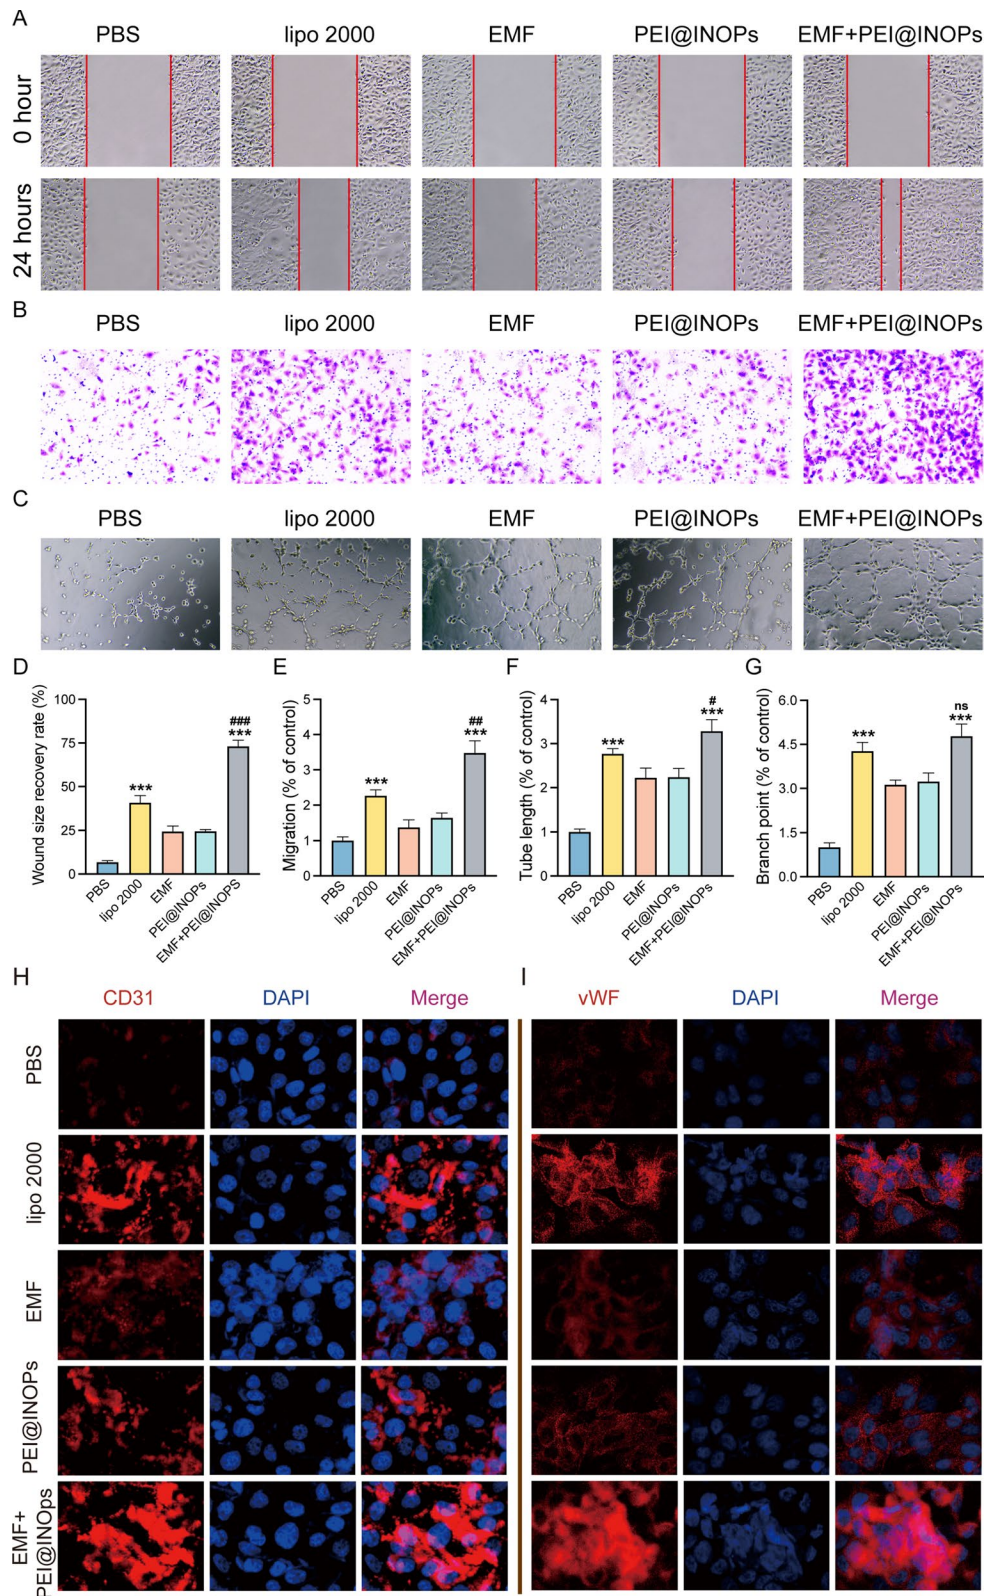 A
PBS lipo 2000 EMF PEI@INOPs EMF+PEI@INOPs
0 hour
24 hours
B
PBS lipo 2000 EMF PEI@INOPs EMF+PEI@INOPs
C
PBS lipo 2000 EMF PEI@INOPs EMF+PEI@INOPs
D
Wound size recovery rate (%)
100
75
50
25
0
***
###
***
PBS
lipo 2000
EMF
PEI@INOPs
EMF+PEI@INOPS
E
Migration (% of control)
5
4
3
2
1
0
***
##
***
PBS
lipo 2000
EMF
PEI@INOPs
EMF+PEI@INOPs
F
Tube length (% of control)
4
3
2
1
0
***
#
***
PBS
lipo 2000
EMF
PEI@INOPs
EMF+PEI@INOPs
G
Branch point (% of control)
6.0
4.5
3.0
1.5
0.0
***
ns
***
PBS
lipo 2000
EMF
PEI@INOPs
EMF+PEI@INOPs
H
CD31 DAPI Merge
PBS
lipo 2000
EMF
PEI@INOPs
EMF+
PEI@INOps
I
vWF DAPI Merge